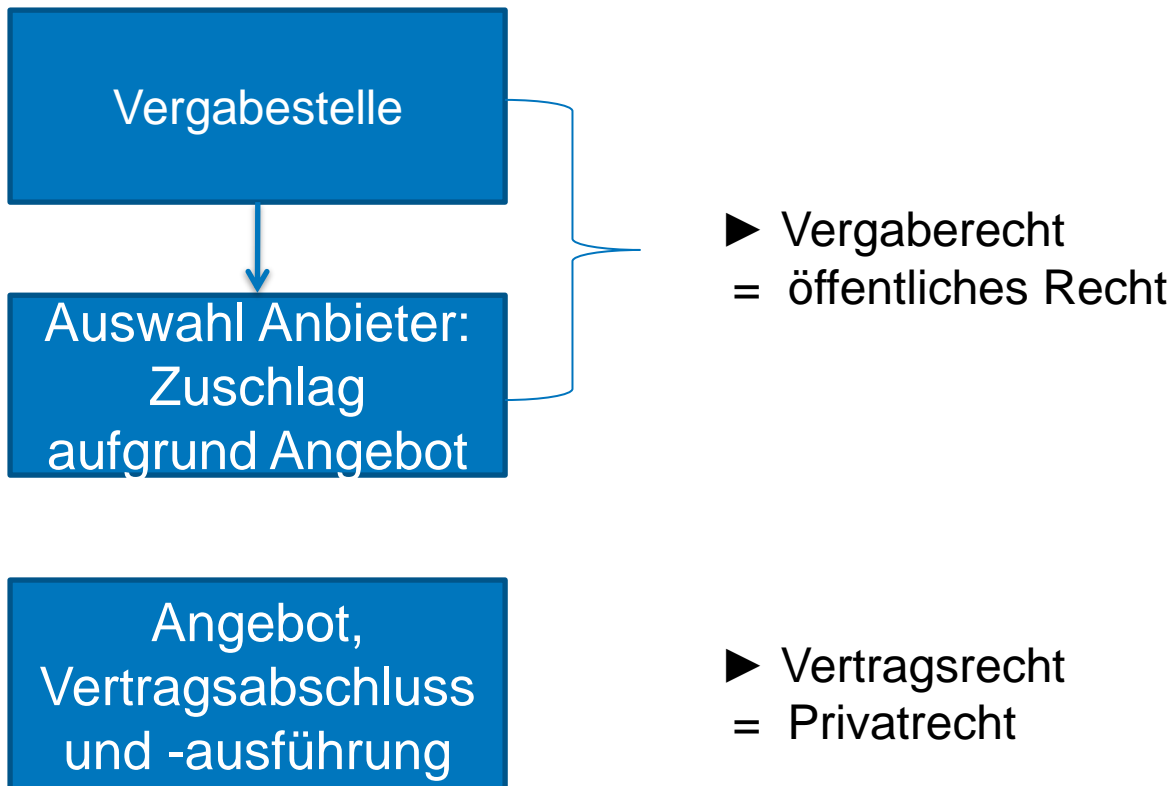 Vergabestelle
Auswahl Anbieter:
Zuschlag
aufgrund Angebot
► Vergaberecht
= öffentliches Recht
Angebot,
Vertragsabschluss
und -ausführung
► Vertragsrecht
= Privatrecht